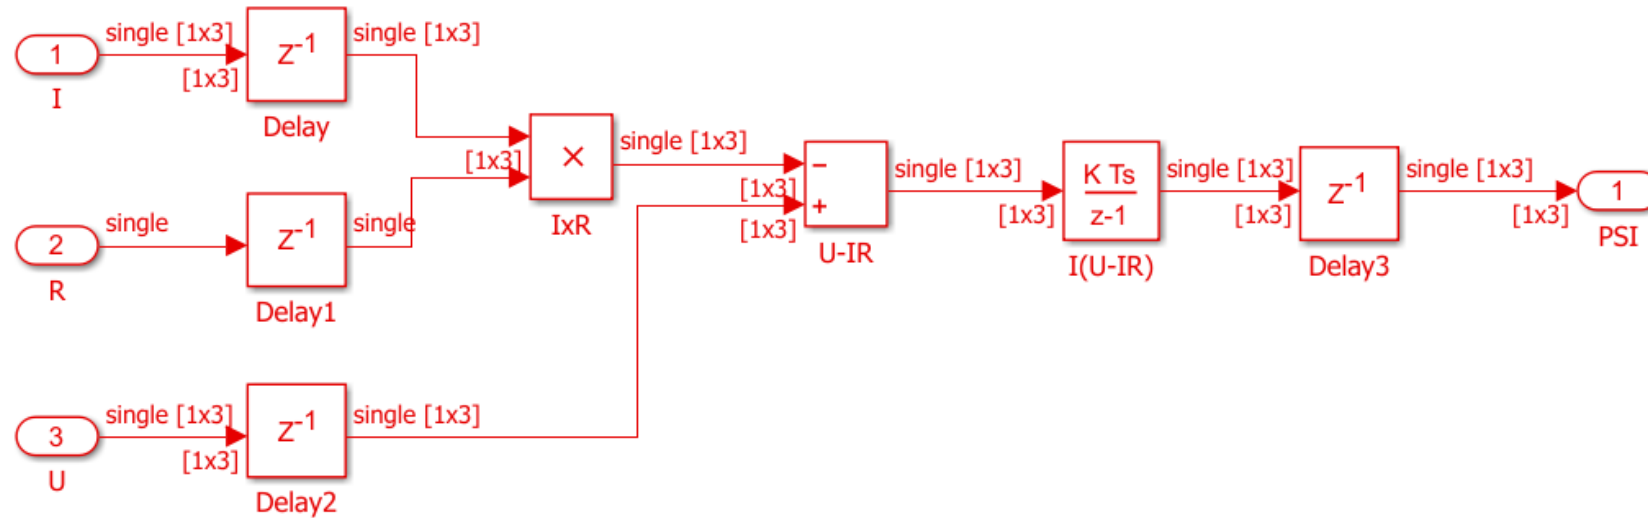 single [1x3]
1
[1x3]
I
Z-1
Delay
single [1x3]
single
2
R
Z-1
Delay1
single
single [1x3]
3
[1x3]
U
Z-1
Delay2
single [1x3]
[1x3]
×
IxR
single [1x3]
[1x3]
[1x3]
−
+
U-IR
single [1x3]
[1x3]
K Ts
z-1
I(U-IR)
single [1x3]
[1x3]
Z-1
Delay3
single [1x3]
[1x3]
1
PSI